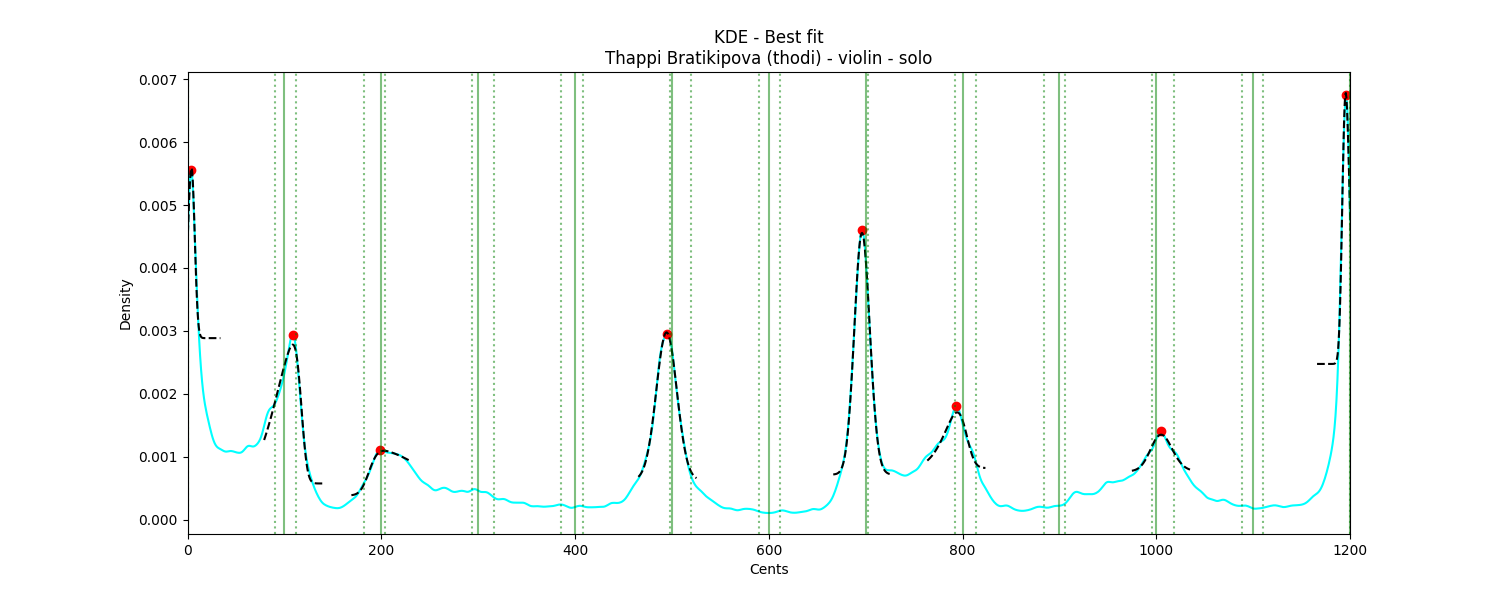 KDE - Best fit
Thappi Bratikipova (thodi) - violin - solo
0.007
0.006
0.005
0.004
0.003
0.002
0.001
0.000
Density
0 200 400 600 800 1000 1200
Cents